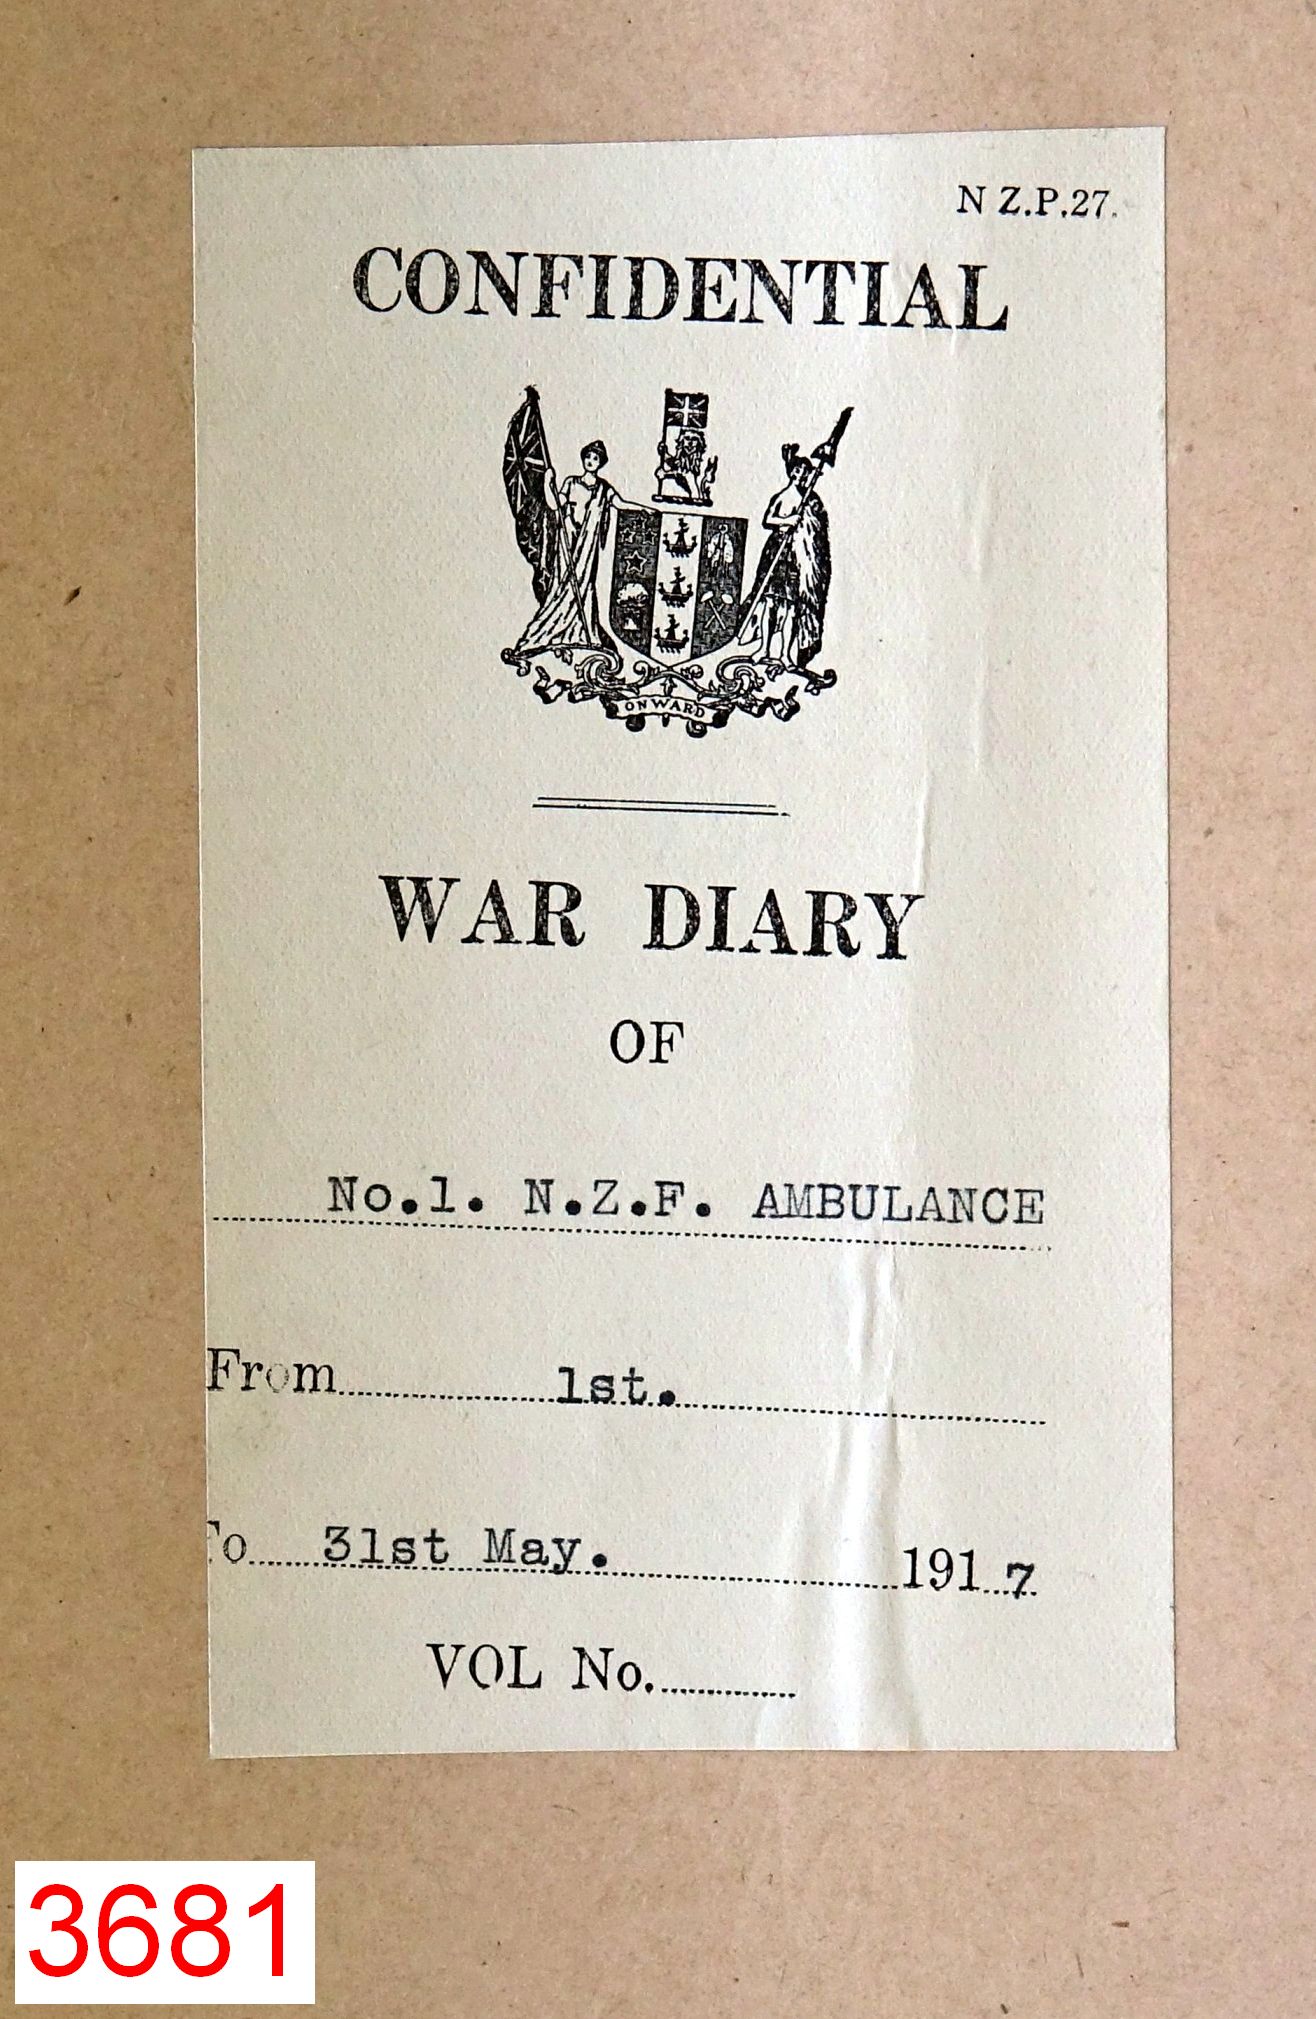 N Z.P.27.
CONFIDENTIAL
ONWARD
WAR DIARY
OF
No.1. N.Z.F. AMBULANCE
From 1st.
To 31st May. 1917
VOL No.
3681